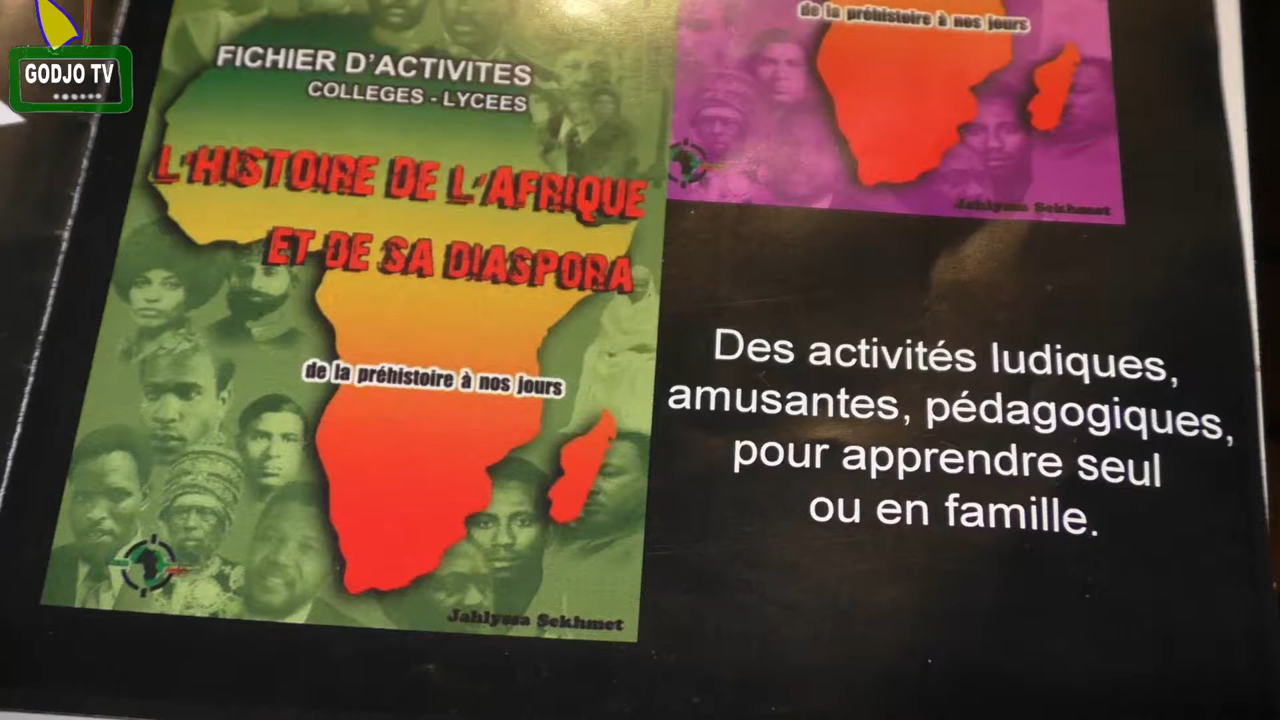 GODJO TV
FICHIER D'ACTIVITES
COLLEGES - LYCEES
L'HISTOIRE DE L'AFRIQUE
ET DE SA DIASPORA
de la préhistoire à nos jours
Jahlyssa Sekhmet
de la préhistoire à nos jours
Jahlyssa Sekhmet
Des activités ludiques,
amusantes, pédagogiques,
pour apprendre seul
ou en famille.